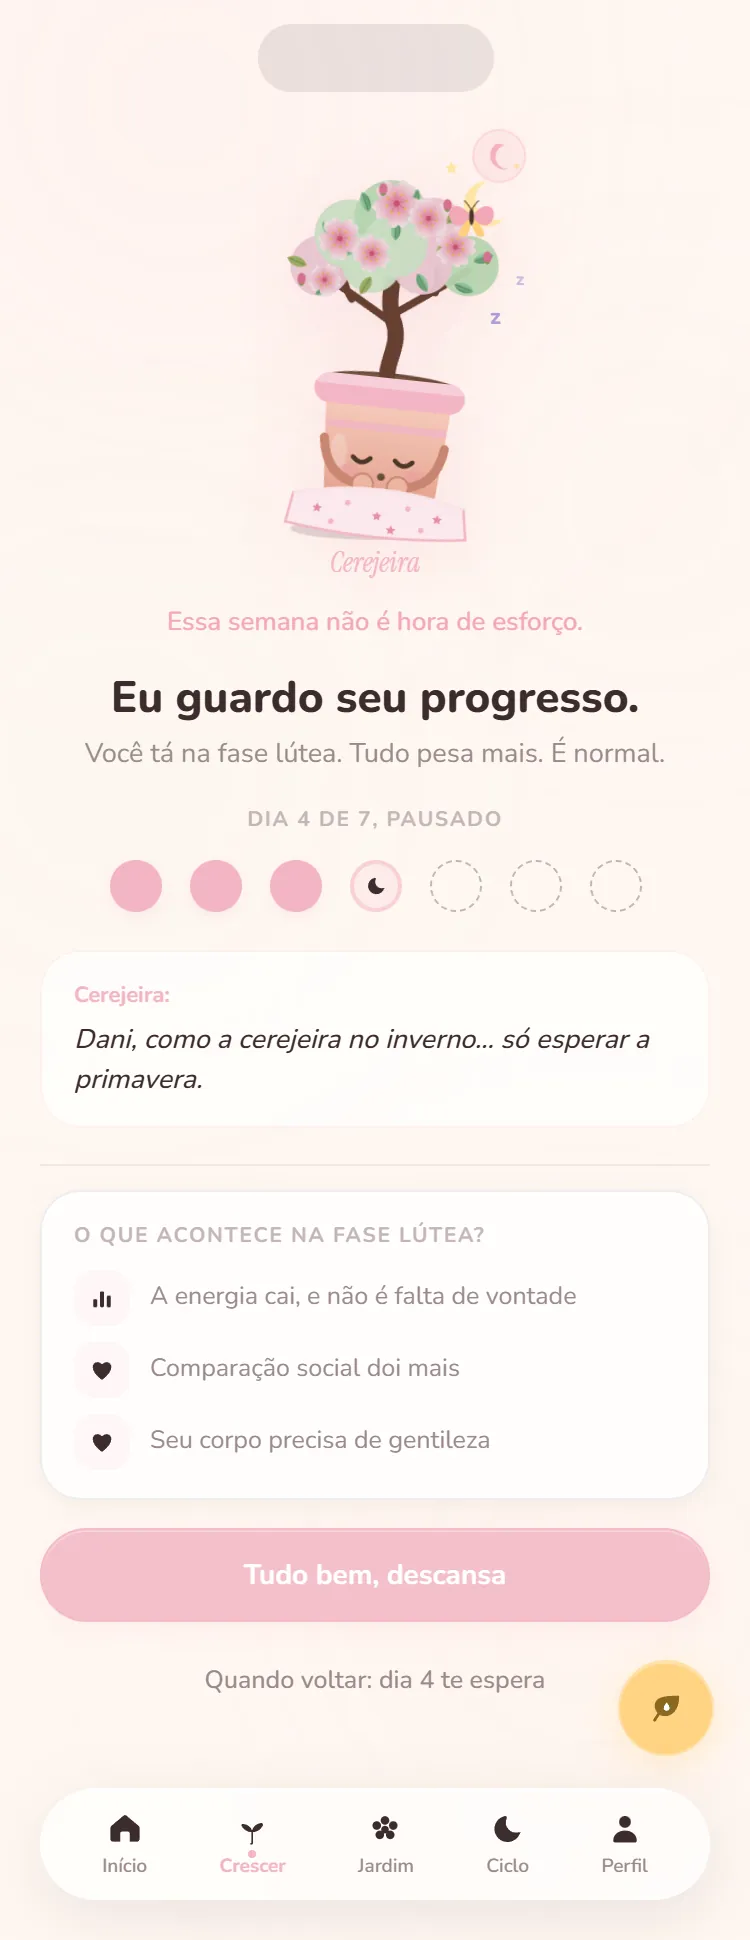 z
z
Cerejeira
Essa semana não é hora de esforço.
Eu guardo seu progresso.
Você tá na fase lútea. Tudo pesa mais. É normal.
DIA 4 DE 7, PAUSADO
Cerejeira:
Dani, como a cerejeira no inverno... só esperar a
primavera.
O QUE ACONTECE NA FASE LÚTEA?
A energia cai, e não é falta de vontade
Comparação social doi mais
Seu corpo precisa de gentileza
Tudo bem, descansa
Quando voltar: dia 4 te espera
Início
Crescer
Jardim
Ciclo
Perfil